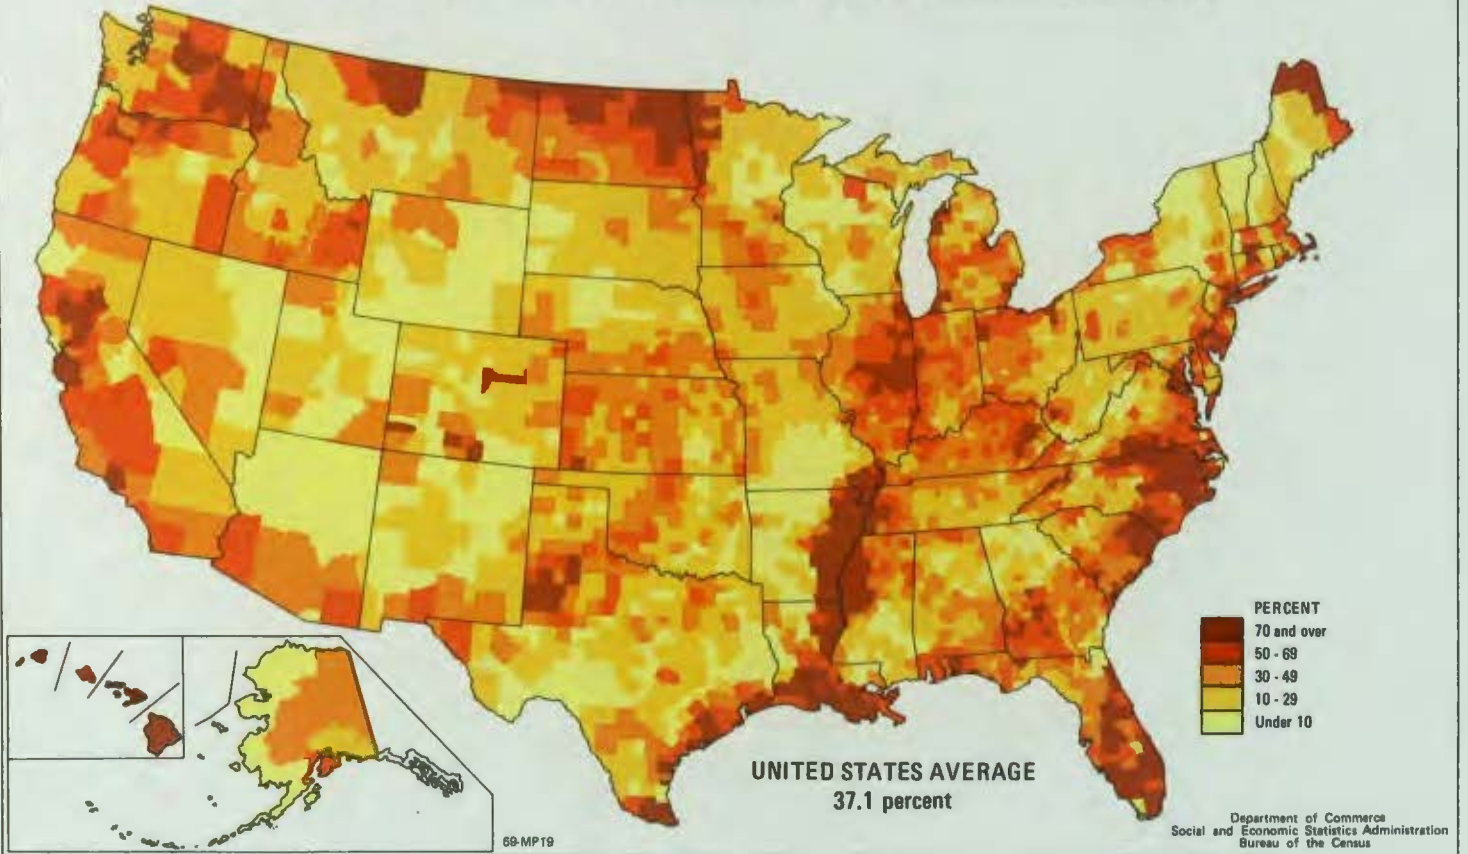 PERCENT
70 and over
50 - 69
30 - 49
10 - 29
Under 10
UNITED STATES AVERAGE
37.1 percent
69-MPT9
Department of Commerce
Social and Economic Statistics Administration
Bureau of the Census